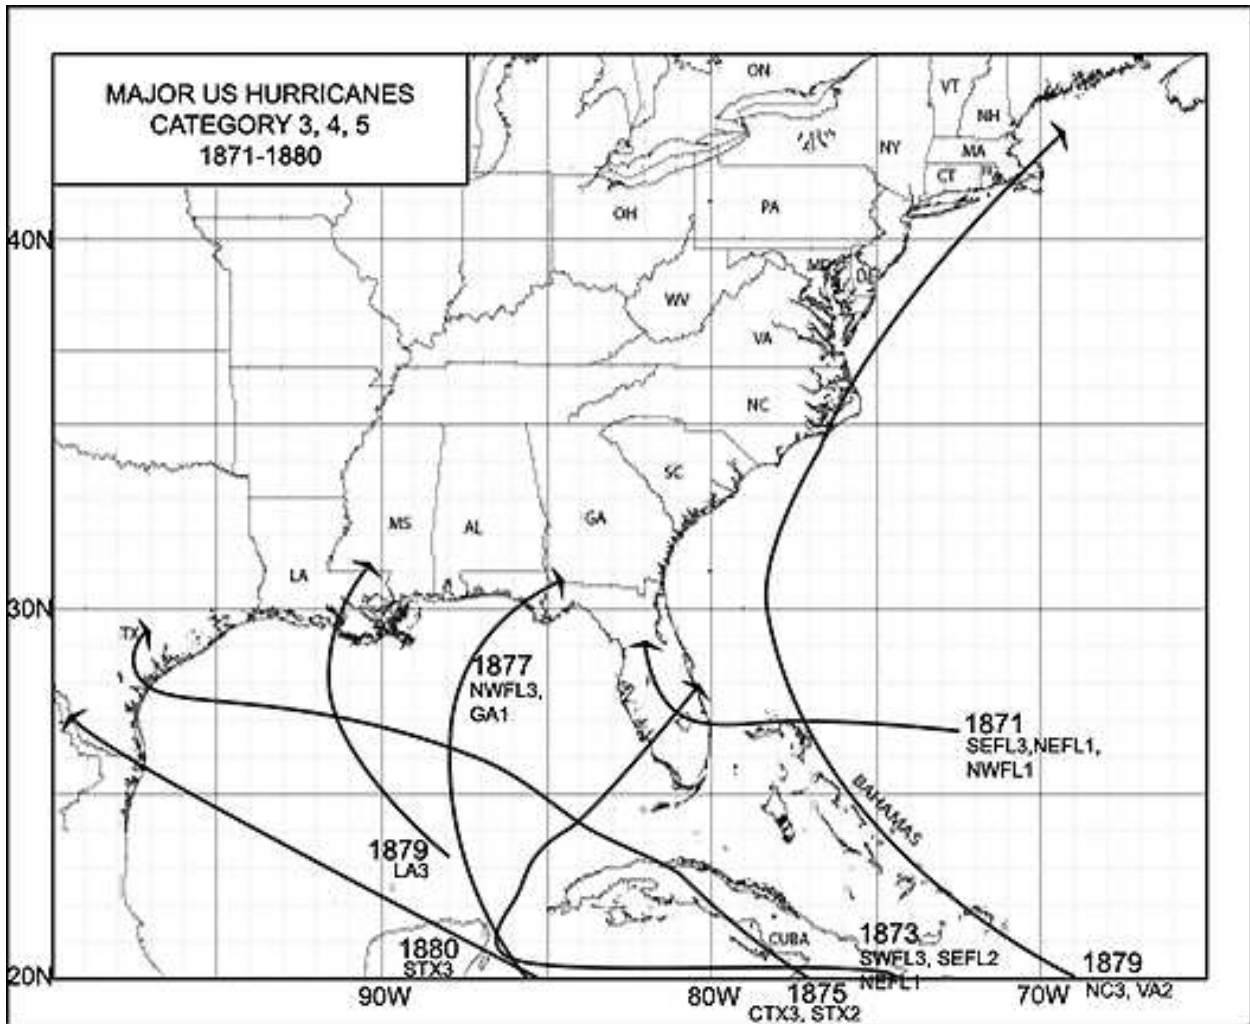 MAJOR US HURRICANES
CATEGORY 3, 4, 5
1871-1880
ON
VT
NH
NY
MA
CT
RI
PA
OH
40N
MD
DE
WV
VA
NC
SC
MS
AL
GA
LA
30N
TX
1877
NWFL3,
GA1
1871
SEFL3,NEFL1,
NWFL1
BAHAMAS
1879
LA3
1880
STX3
CUBA
1873
SWFL3, SEFL2
NEFL1
1879
NC3, VA2
20N
90W
80W
1875
CTX3, STX2
70W